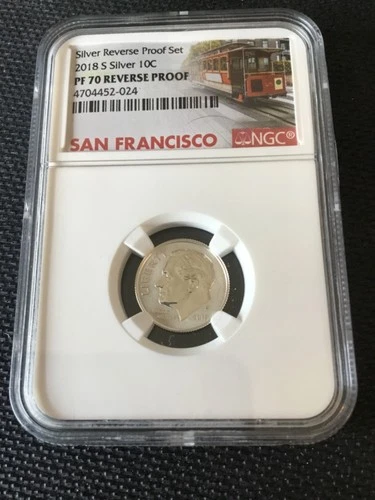 Silver Reverse Proof Set
2018 S Silver 10C
PF 70 REVERSE PROOF
4704452-024
SAN FRANCISCO
NGC®